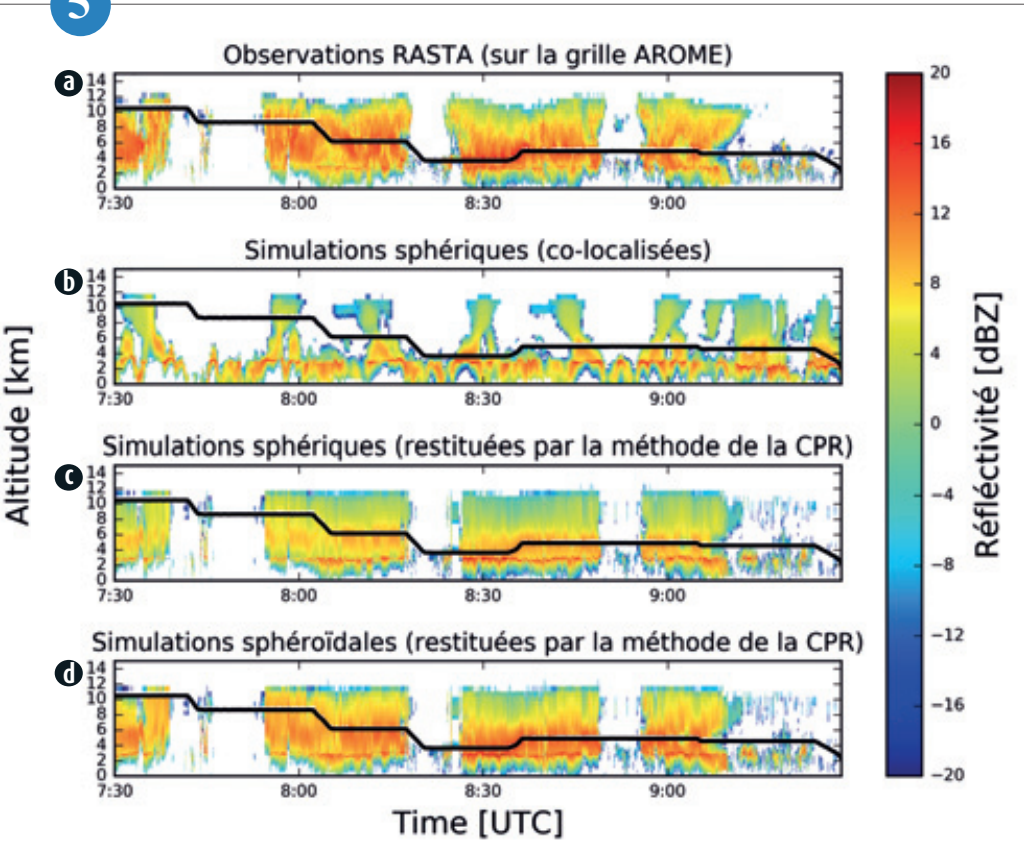 3
Observations RASTA (sur la grille AROME)
a
14
12
10
8
6
4
2
0
7:30 8:00 8:30 9:00
Simulations sphériques (co-localisées)
b
14
12
10
8
6
4
2
0
7:30 8:00 8:30 9:00
Simulations sphériques (restituées par la méthode de la CPR)
c
14
12
10
8
6
4
2
0
7:30 8:00 8:30 9:00
Simulations sphéroïdales (restituées par la méthode de la CPR)
d
14
12
10
8
6
4
2
0
7:30 8:00 8:30 9:00
Time [UTC]
Altitude [km]
20
16
12
8
4
0
−4
−8
−12
−16
−20
Réfléctivité [dBZ]